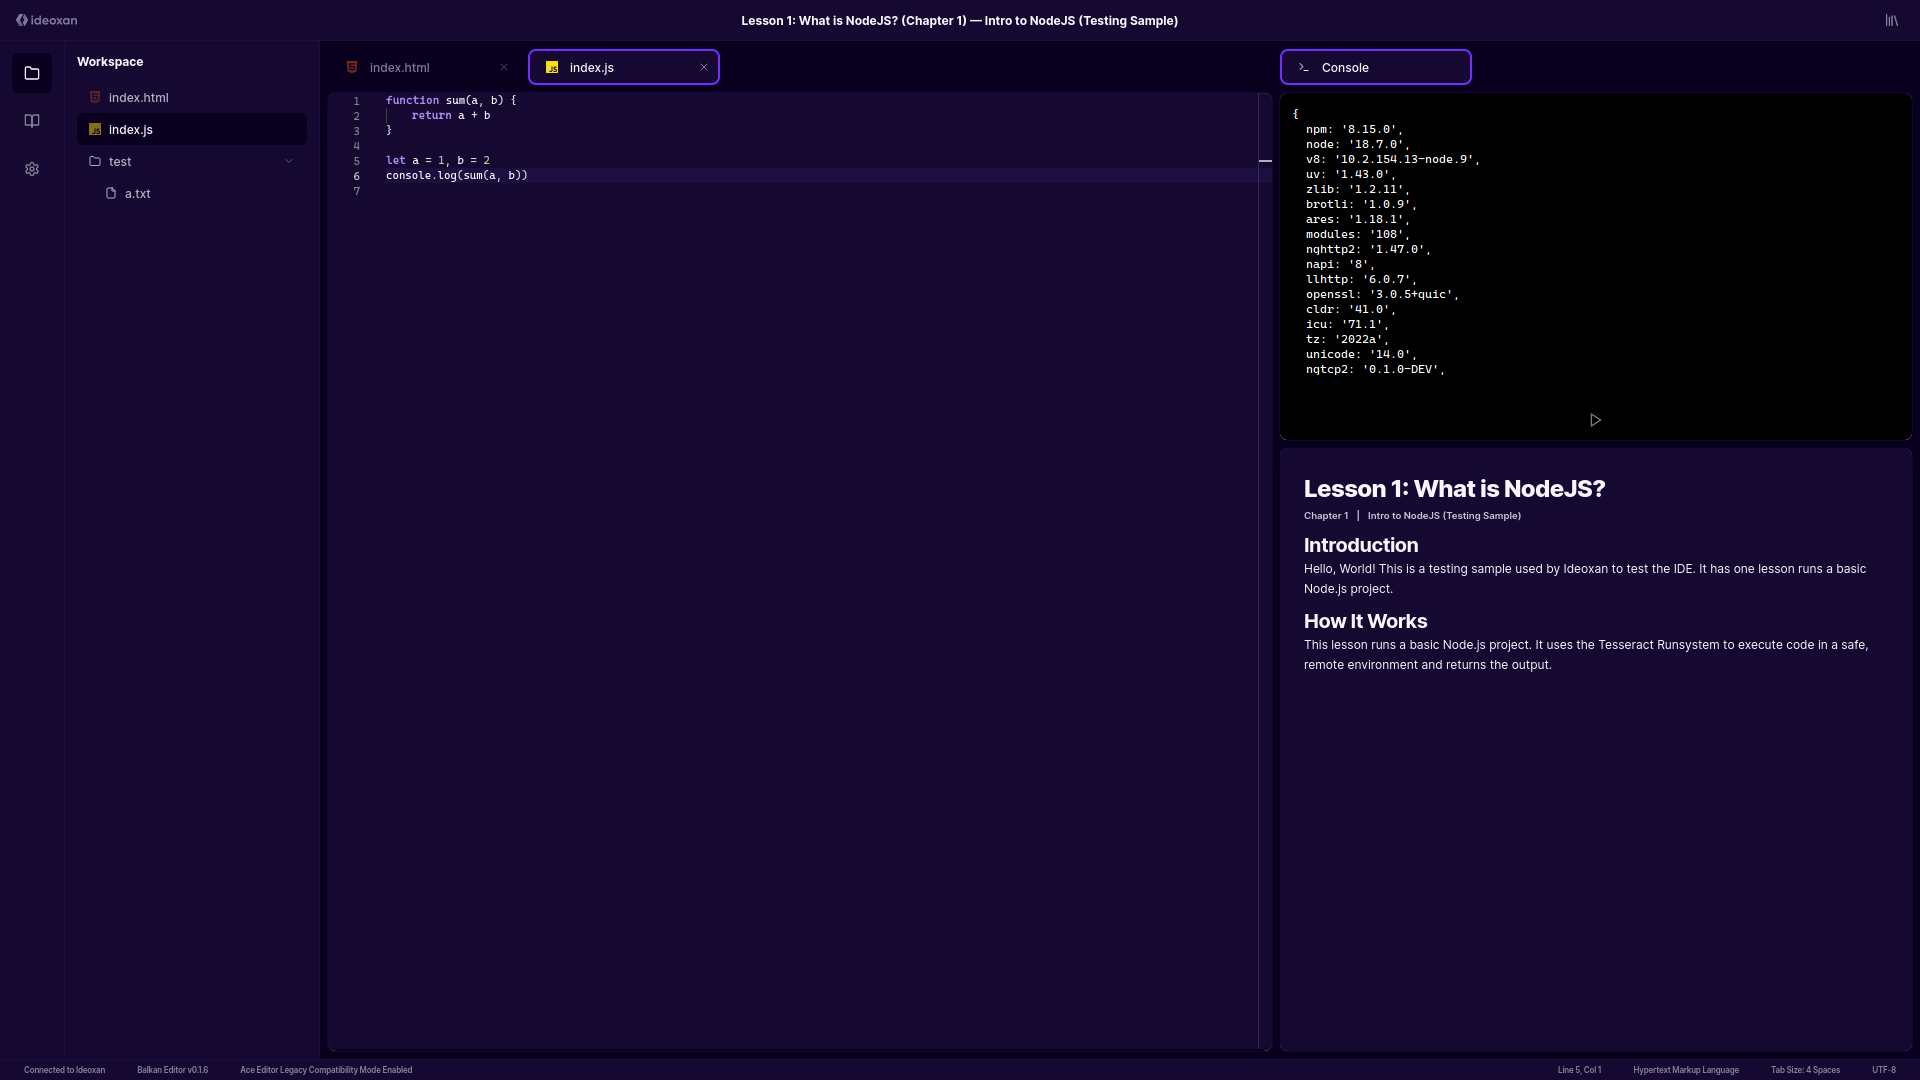 ideoxan
Lesson 1: What is NodeJS? (Chapter 1) — Intro to NodeJS (Testing Sample)
Workspace
index.html
index.js
test
a.txt
index.html
index.js
1 function sum(a, b) {
2 return a + b
3 }
4
5 let a = 1, b = 2
6 console.log(sum(a, b))
7
Console
{
npm: '8.15.0',
node: '18.7.0',
v8: '10.2.154.13-node.9',
uv: '1.43.0',
zlib: '1.2.11',
brotli: '1.0.9',
ares: '1.18.1',
modules: '108',
nghttp2: '1.47.0',
napi: '8',
llhttp: '6.0.7',
openssl: '3.0.5+quic',
cldr: '41.0',
icu: '71.1',
tz: '2022a',
unicode: '14.0',
ngtcp2: '0.1.0-DEV',
Lesson 1: What is NodeJS?
Chapter 1 | Intro to NodeJS (Testing Sample)
Introduction
Hello, World! This is a testing sample used by Ideoxan to test the IDE. It has one lesson runs a basic
Node.js project.
How It Works
This lesson runs a basic Node.js project. It uses the Tesseract Runsystem to execute code in a safe,
remote environment and returns the output.
Connected to Ideoxan
Balkan Editor v0.1.6
Ace Editor Legacy Compatibility Mode Enabled
Line 5, Col 1
Hypertext Markup Language
Tab Size: 4 Spaces
UTF-8